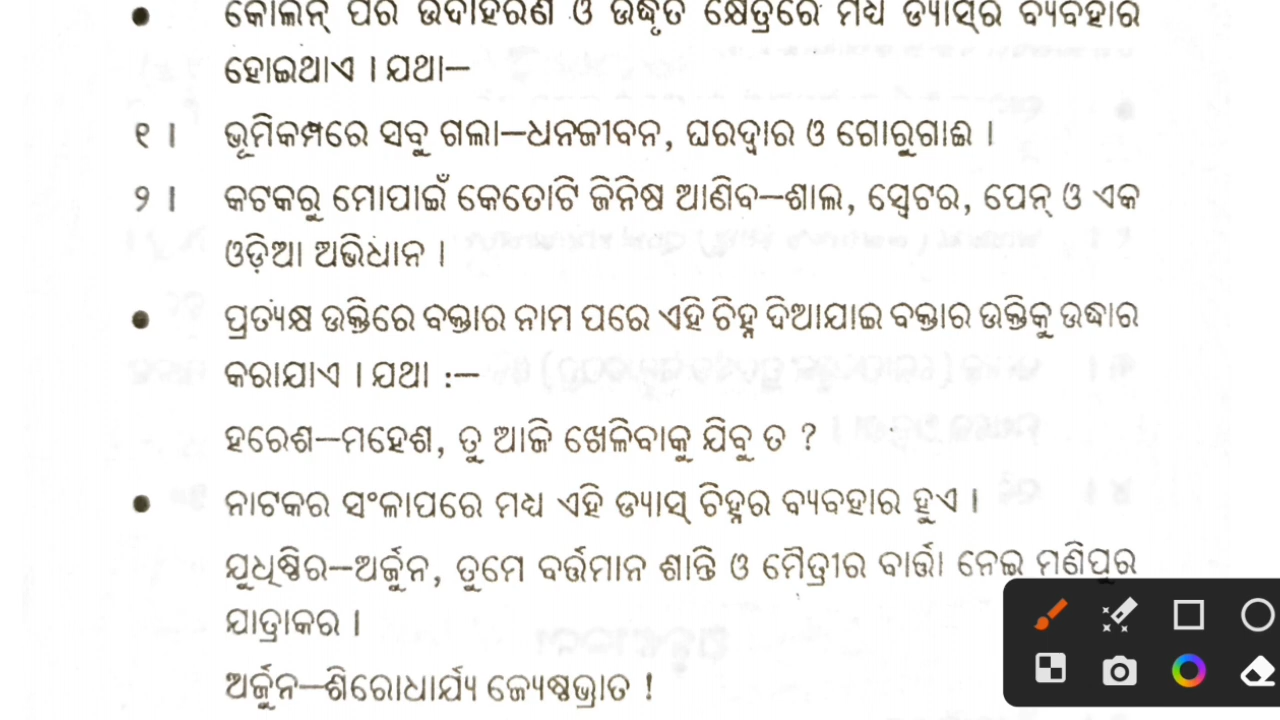 • କୋଲନ୍ ପରି ଉଦାହରଣ ଓ ଉଦ୍ଧୃତ କ୍ଷେତ୍ରରେ ମଧ୍ୟ ଡ୍ୟାସ୍‌ର ବ୍ୟବହାର
ହୋଇଥାଏ । ଯଥା—
୧ । ଭୂମିକମ୍ପରେ ସବୁ ଗଲା—ଧନଜୀବନ, ଘରଦ୍ୱାର ଓ ଗୋରୁଗାଈ ।
୨ । କଟକରୁ ମୋପାଇଁ କେତୋଟି ଜିନିଷ ଆଣିବ—ଶାଲ, ସ୍ୱେଟର, ପେନ୍ ଓ ଏକ
ଓଡ଼ିଆ ଅଭିଧାନ ।
• ପ୍ରତ୍ୟକ୍ଷ ଉକ୍ତିରେ ବକ୍ତାର ନାମ ପରେ ଏହି ଚିହ୍ନ ଦିଆଯାଇ ବକ୍ତାର ଉକ୍ତିକୁ ଉଦ୍ଧାର
କରାଯାଏ । ଯଥା :—
ହରେଶ—ମହେଶ, ତୁ ଆଜି ଖେଳିବାକୁ ଯିବୁ ତ ?
• ନାଟକର ସଂଳାପରେ ମଧ୍ୟ ଏହି ଡ୍ୟାସ୍ ଚିହ୍ନର ବ୍ୟବହାର ହୁଏ ।
ଯୁଧିଷ୍ଠିର—ଅର୍ଜୁନ, ତୁମେ ବର୍ତ୍ତମାନ ଶାନ୍ତି ଓ ମୈତ୍ରୀର ବାର୍ତ୍ତା ନେଇ ମଣିପୁର
ଯାତ୍ରାକର ।
ଅର୍ଜୁନ—ଶିରୋଧାର୍ଯ୍ୟ ଜ୍ୟେଷ୍ଠଭ୍ରାତ !